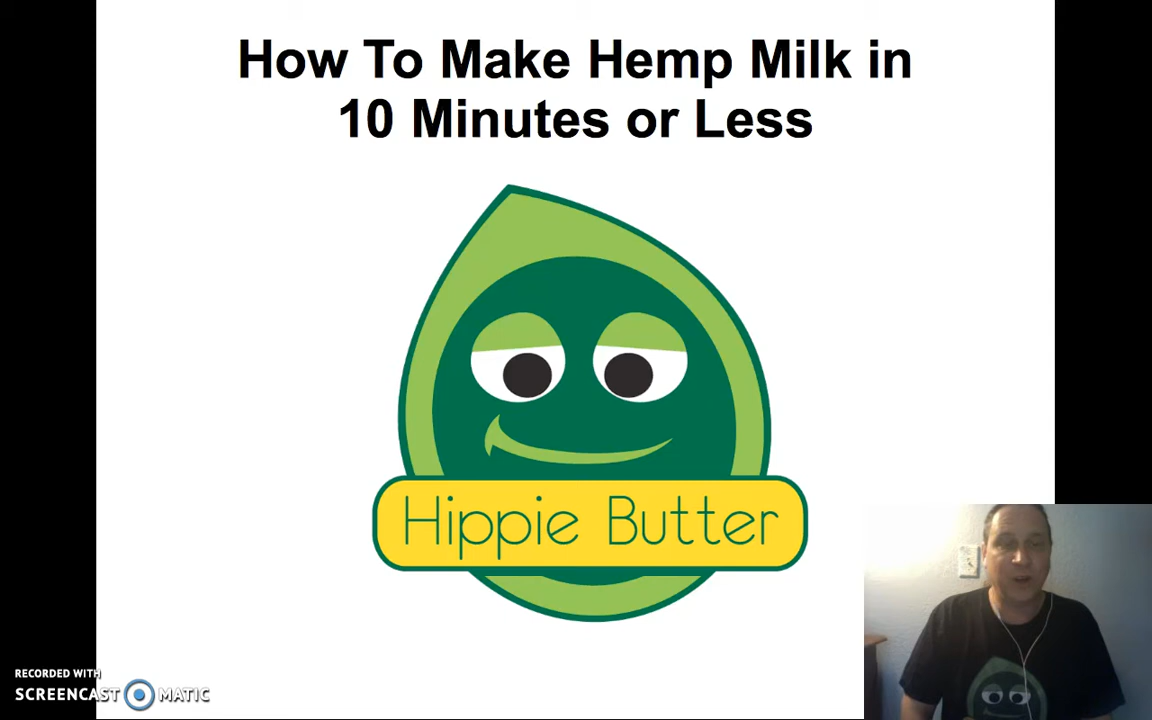 How To Make Hemp Milk in
10 Minutes or Less
Hippie Butter
RECORDED WITH
SCREENCAST MATIC